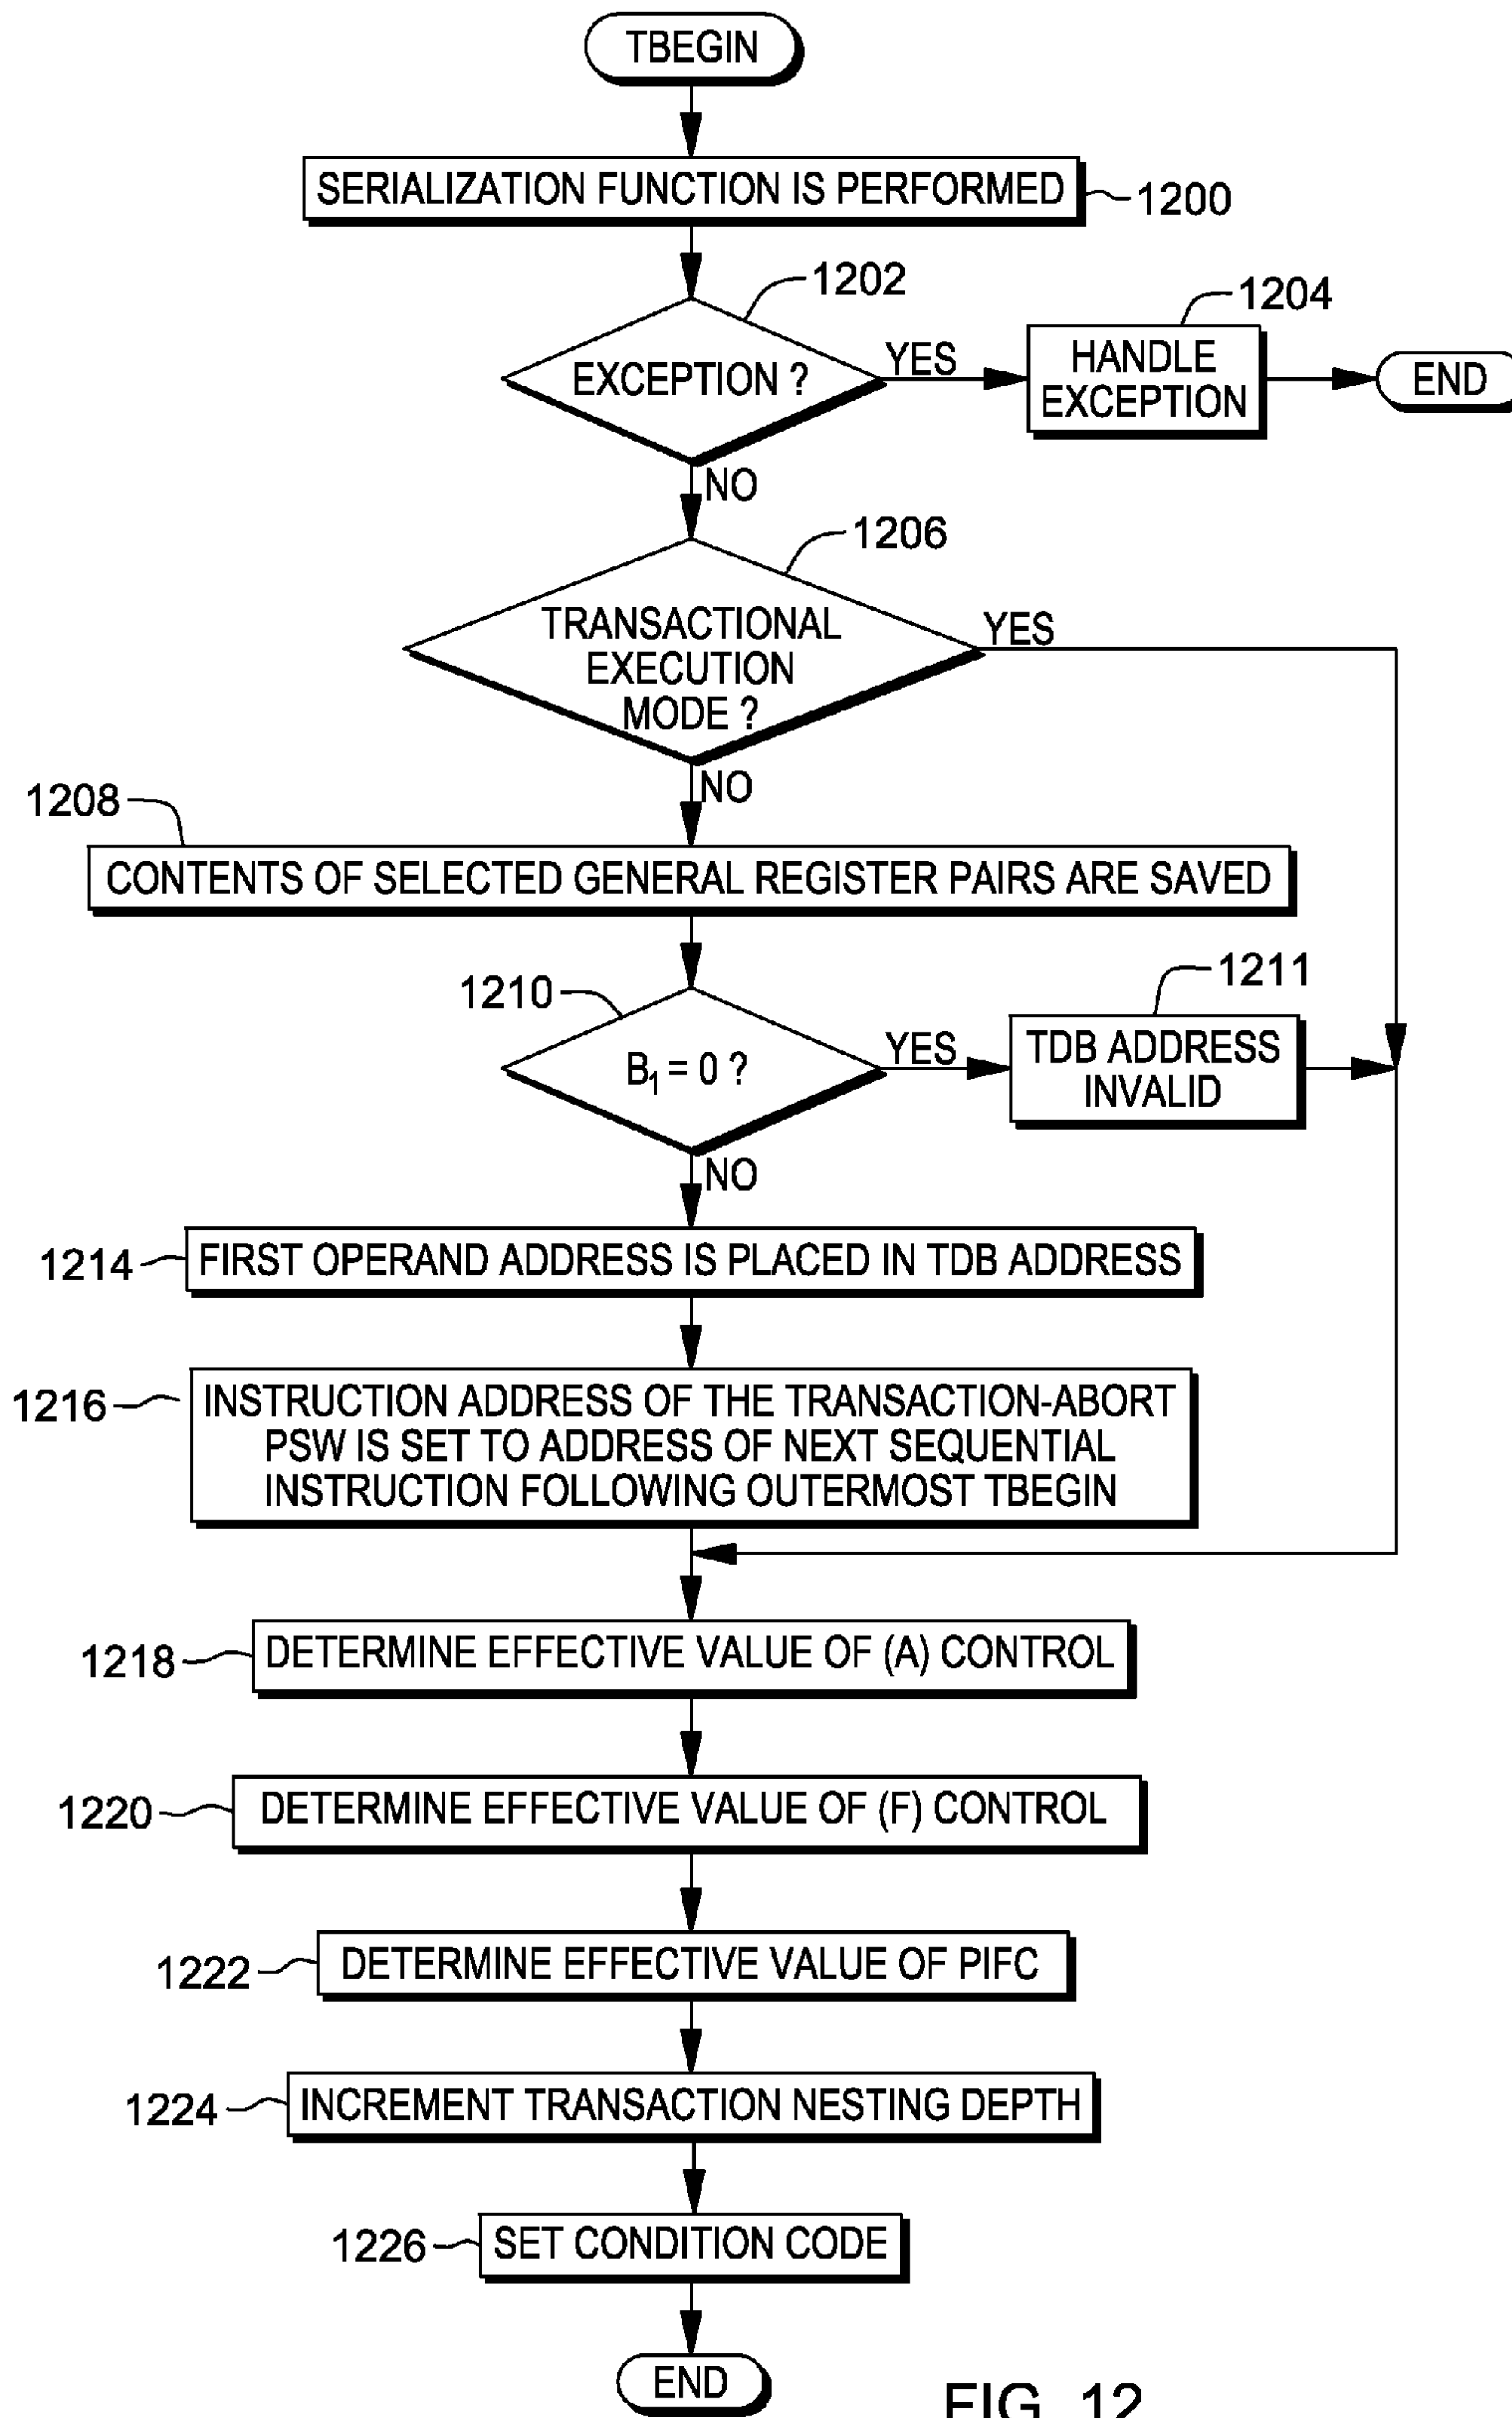 TBEGIN
SERIALIZATION FUNCTION IS PERFORMED
1200
1202
EXCEPTION ?
YES
1204
HANDLE
EXCEPTION
END
NO
1206
TRANSACTIONAL
EXECUTION
MODE ?
YES
NO
1208
CONTENTS OF SELECTED GENERAL REGISTER PAIRS ARE SAVED
1210
B₁ = 0 ?
YES
1211
TDB ADDRESS
INVALID
NO
1214
FIRST OPERAND ADDRESS IS PLACED IN TDB ADDRESS
1216
INSTRUCTION ADDRESS OF THE TRANSACTION-ABORT
PSW IS SET TO ADDRESS OF NEXT SEQUENTIAL
INSTRUCTION FOLLOWING OUTERMOST TBEGIN
1218
DETERMINE EFFECTIVE VALUE OF (A) CONTROL
1220
DETERMINE EFFECTIVE VALUE OF (F) CONTROL
1222
DETERMINE EFFECTIVE VALUE OF PIFC
1224
INCREMENT TRANSACTION NESTING DEPTH
1226
SET CONDITION CODE
END
FIG. 12